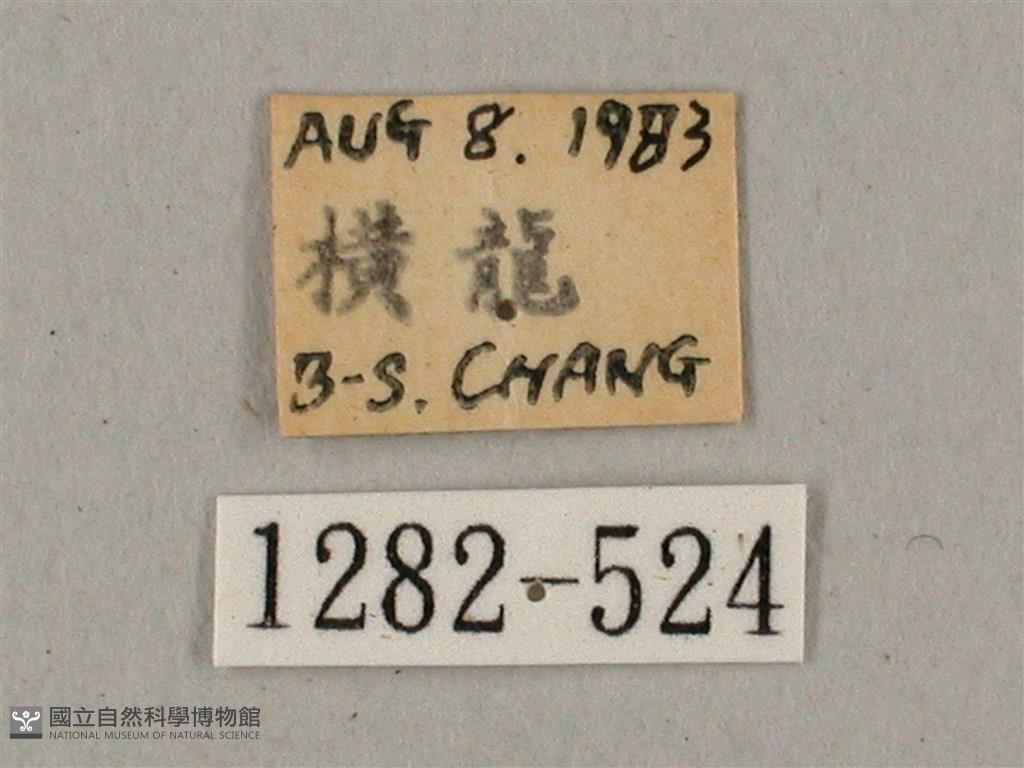 AUG 8. 1983
橫龍
B-S. CHANG
1282-524
國立自然科學博物館
NATIONAL MUSEUM OF NATURAL SCIENCE